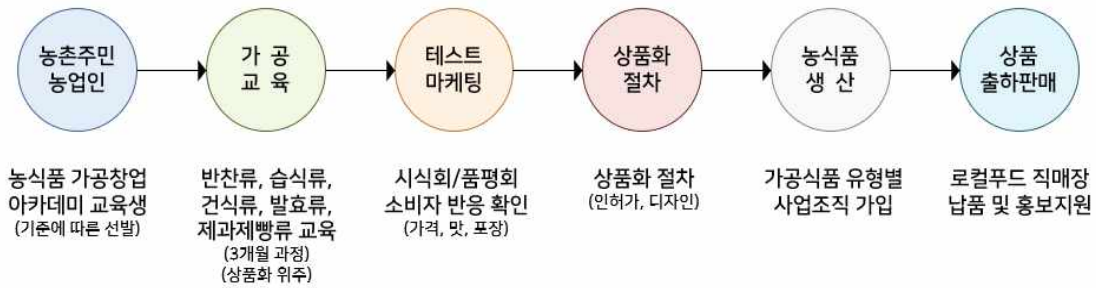 농촌주민
농업인
가 공
교 육
테스트
마케팅
상품화
절차
농식품
생 산
상품
출하판매
농식품 가공창업
아카데미 교육생
(기준에 따른 선발)
반찬류, 습식류,
건식류, 발효류,
제과제빵류 교육
(3개월 과정)
(상품화 위주)
시식회/품평회
소비자 반응 확인
(가격, 맛, 포장)
상품화 절차
(인허가, 디자인)
가공식품 유형별
사업조직 가입
로컬푸드 직매장
납품 및 홍보지원